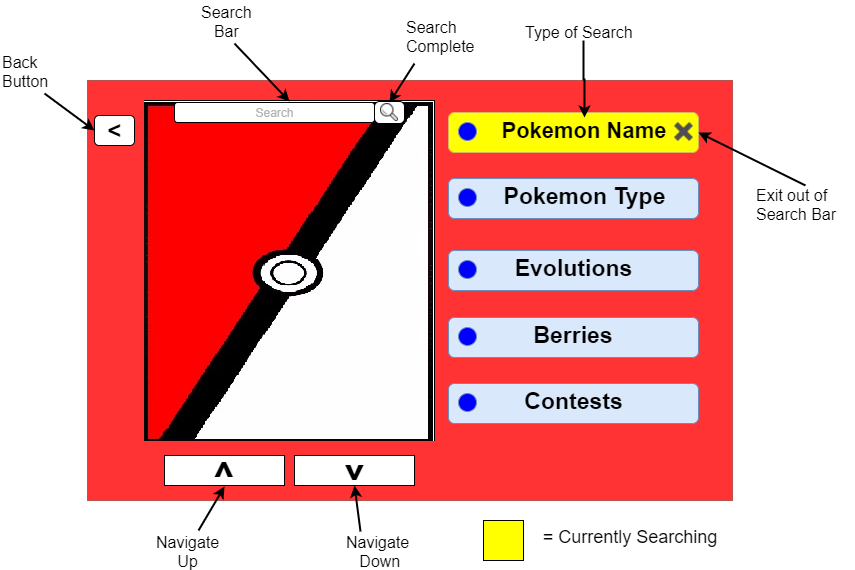 Search
Bar
Search
Complete
Type of Search
Back
Button
<
Search
Pokemon Name
Exit out of
Search Bar
Pokemon Type
Evolutions
Berries
Contests
^
v
Navigate
Up
Navigate
Down
= Currently Searching